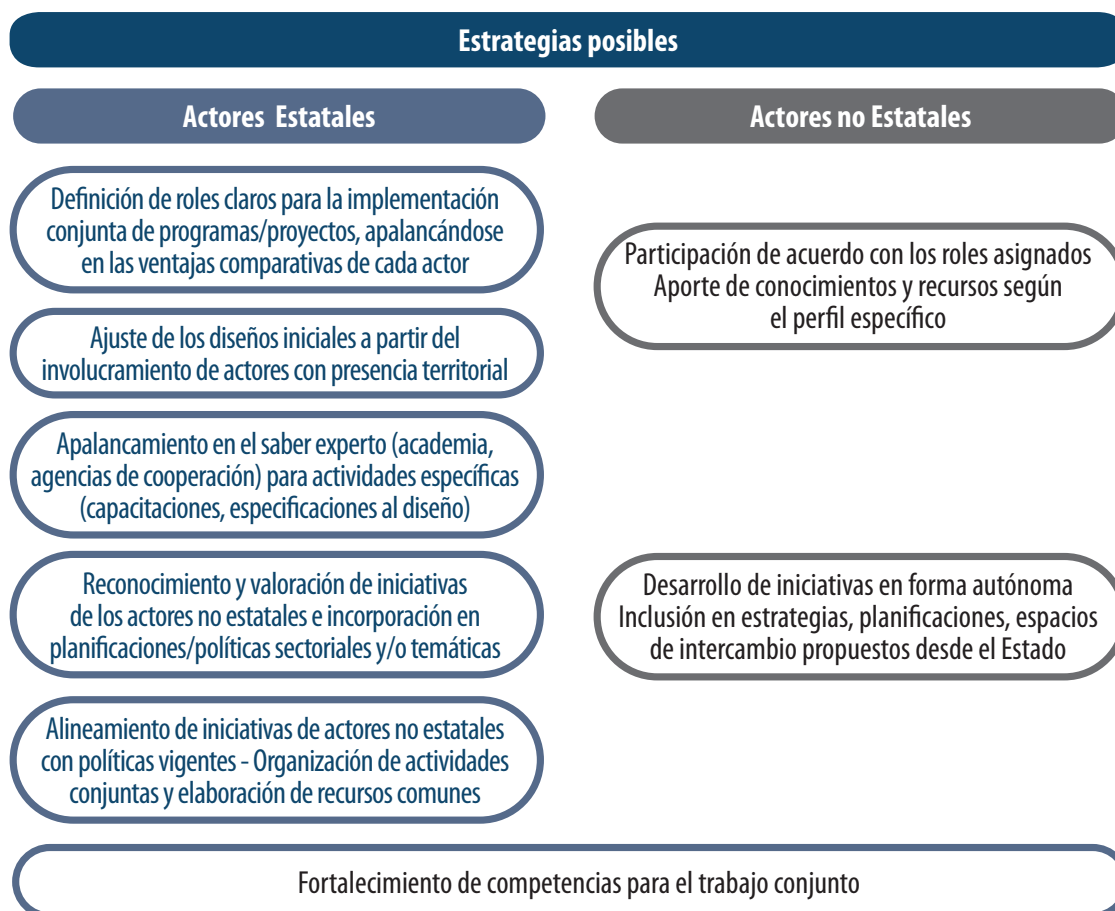 Estrategias posibles
Actores Estatales
Definición de roles claros para la implementación
conjunta de programas/proyectos, apalancándose
en las ventajas comparativas de cada actor
Ajuste de los diseños iniciales a partir del
involucramiento de actores con presencia territorial
Apalancamiento en el saber experto (academia,
agencias de cooperación) para actividades específicas
(capacitaciones, especificaciones al diseño)
Reconocimiento y valoración de iniciativas
de los actores no estatales e incorporación en
planificaciones/políticas sectoriales y/o temáticas
Alineamiento de iniciativas de actores no estatales
con políticas vigentes - Organización de actividades
conjuntas y elaboración de recursos comunes
Actores no Estatales
Participación de acuerdo con los roles asignados
Aporte de conocimientos y recursos según
el perfil específico
Desarrollo de iniciativas en forma autónoma
Inclusión en estrategias, planificaciones, espacios
de intercambio propuestos desde el Estado
Fortalecimiento de competencias para el trabajo conjunto